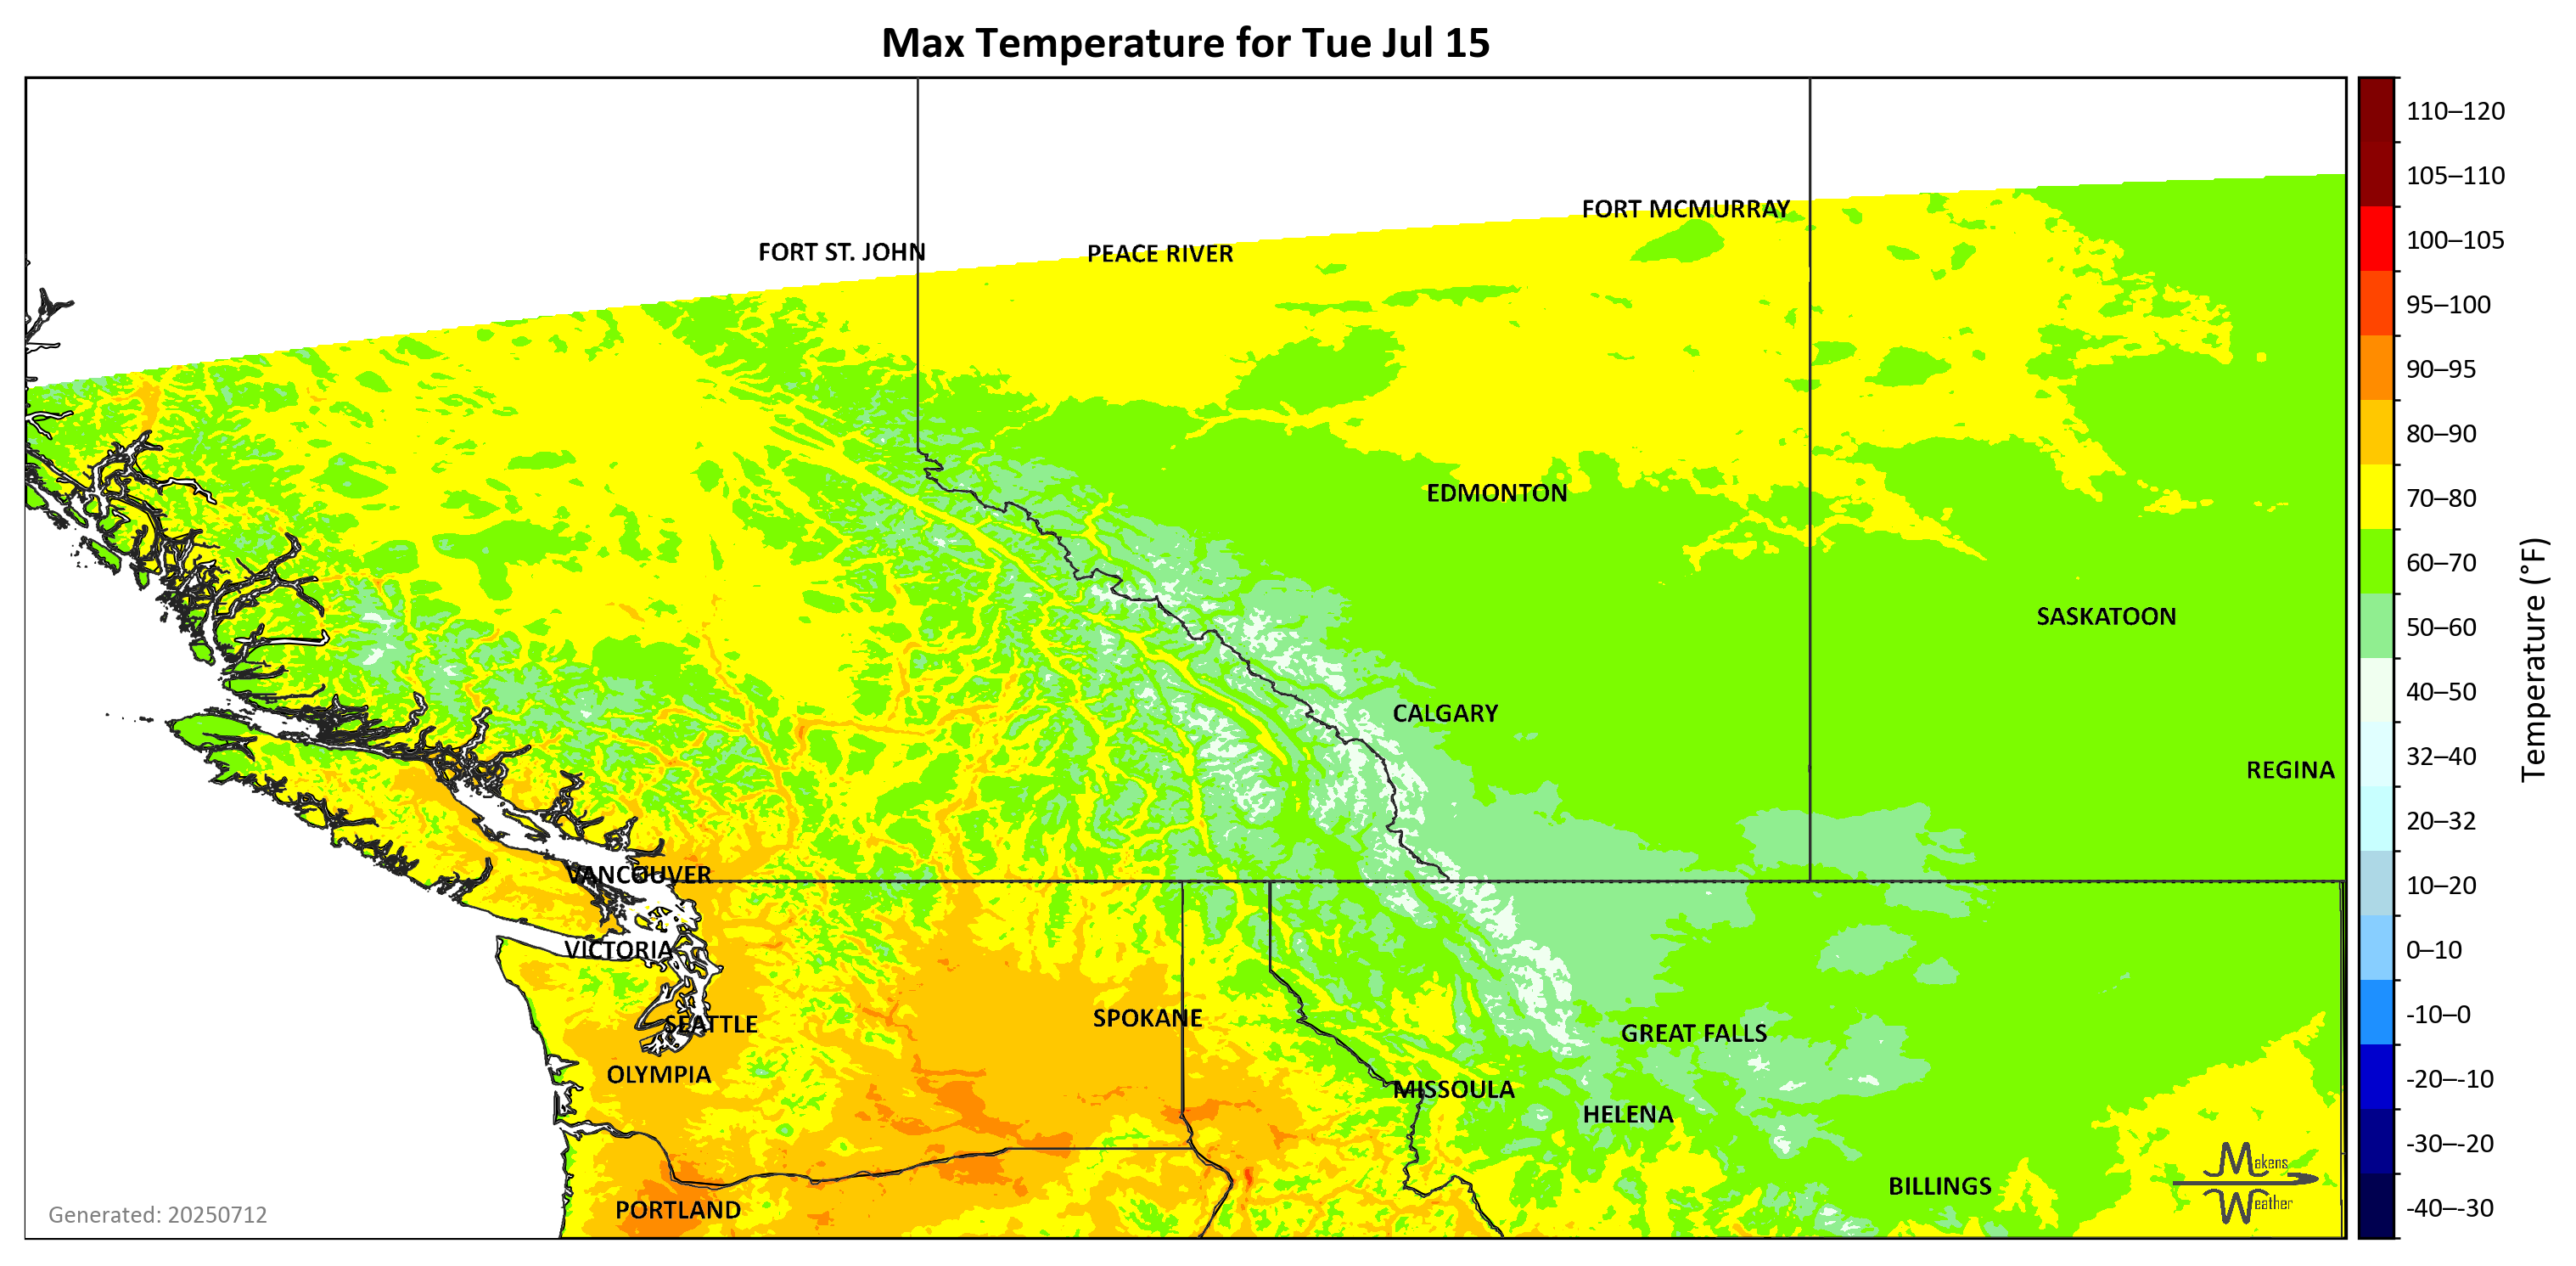 Max Temperature for Tue Jul 15
FORT MCMURRAY
FORT ST. JOHN
PEACE RIVER
EDMONTON
SASKATOON
CALGARY
REGINA
VANCOUVER
VICTORIA
SPOKANE
SEATTLE
GREAT FALLS
OLYMPIA
MISSOULA
HELENA
BILLINGS
PORTLAND
Makens
Weather
Generated: 20250712
110–120
105–110
100–105
95–100
90–95
80–90
70–80
60–70
50–60
40–50
32–40
20–32
10–20
0–10
-10–0
-20–-10
-30–-20
-40–-30
Temperature (°F)